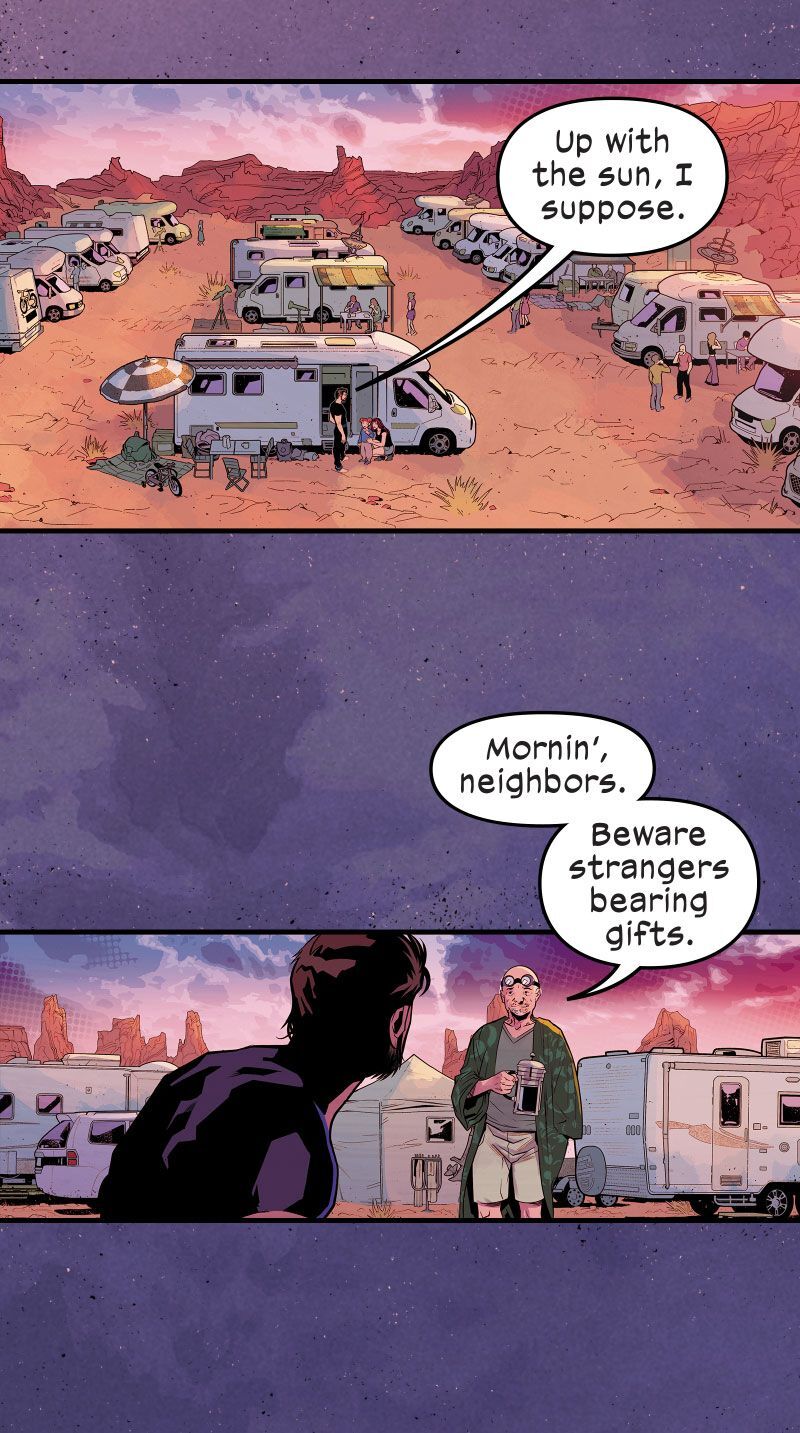 Up with
the sun, I
suppose.
Mornin',
neighbors.
Beware
strangers
bearing
gifts.